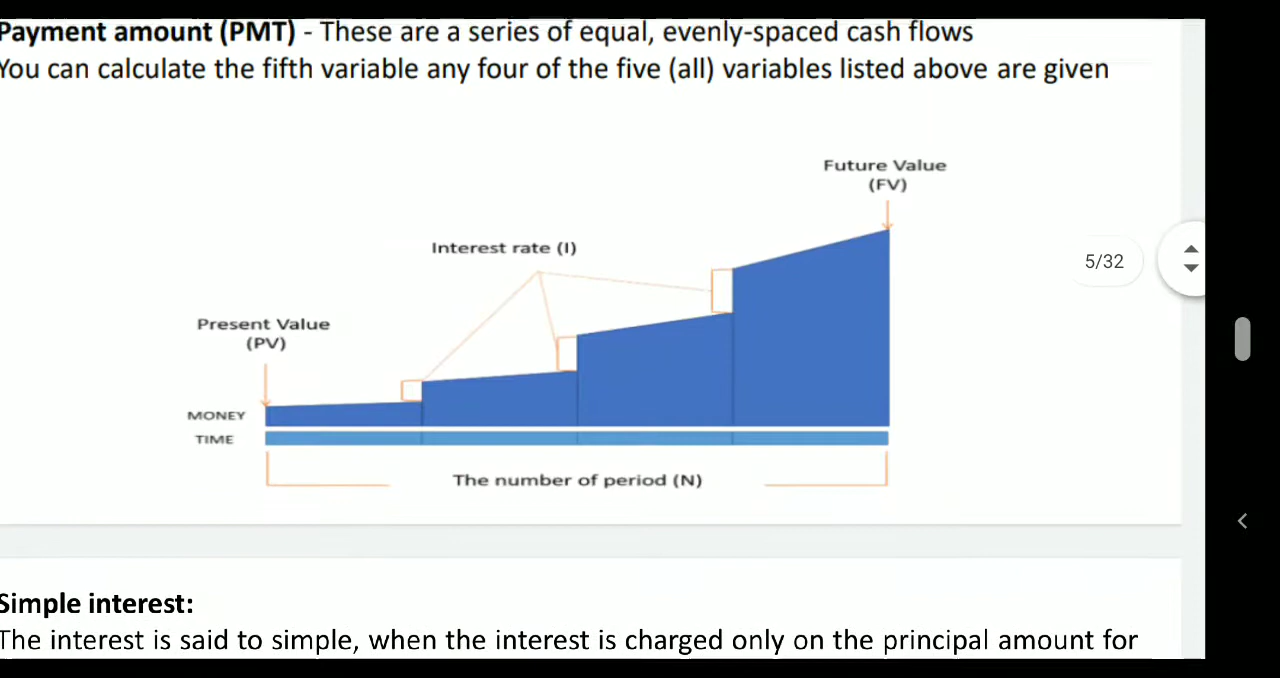 Payment amount (PMT) - These are a series of equal, evenly-spaced cash flows
You can calculate the fifth variable any four of the five (all) variables listed above are given
Future Value
(FV)
Interest rate (I)
5/32
Present Value
(PV)
MONEY
TIME
The number of period (N)
Simple interest:
The interest is said to simple, when the interest is charged only on the principal amount for